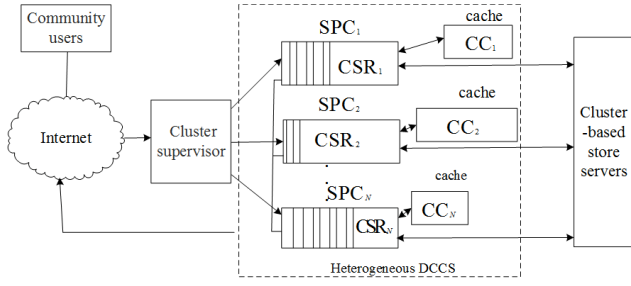 Community
users
Internet
Cluster
supervisor
SPC1
cache
CSR1
CC1
SPC2
cache
CSR2
CC2
SPCN
cache
CSRN
CCN
Heterogeneous DCCS
Cluster
-based
store
servers